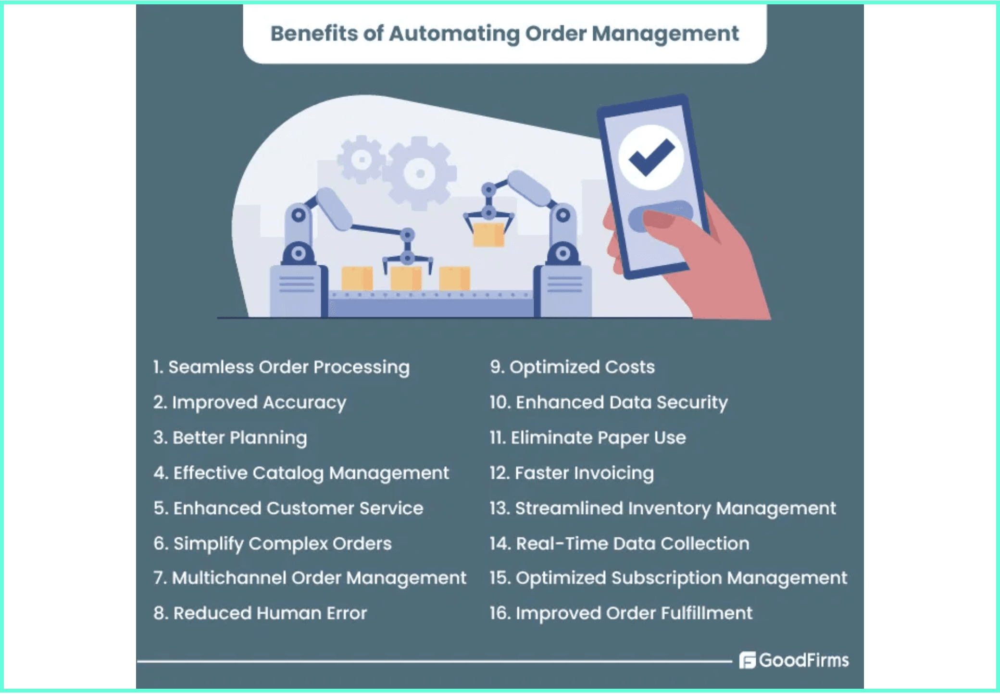 Benefits of Automating Order Management
1. Seamless Order Processing
2. Improved Accuracy
3. Better Planning
4. Effective Catalog Management
5. Enhanced Customer Service
6. Simplify Complex Orders
7. Multichannel Order Management
8. Reduced Human Error
9. Optimized Costs
10. Enhanced Data Security
11. Eliminate Paper Use
12. Faster Invoicing
13. Streamlined Inventory Management
14. Real-Time Data Collection
15. Optimized Subscription Management
16. Improved Order Fulfillment
GoodFirms